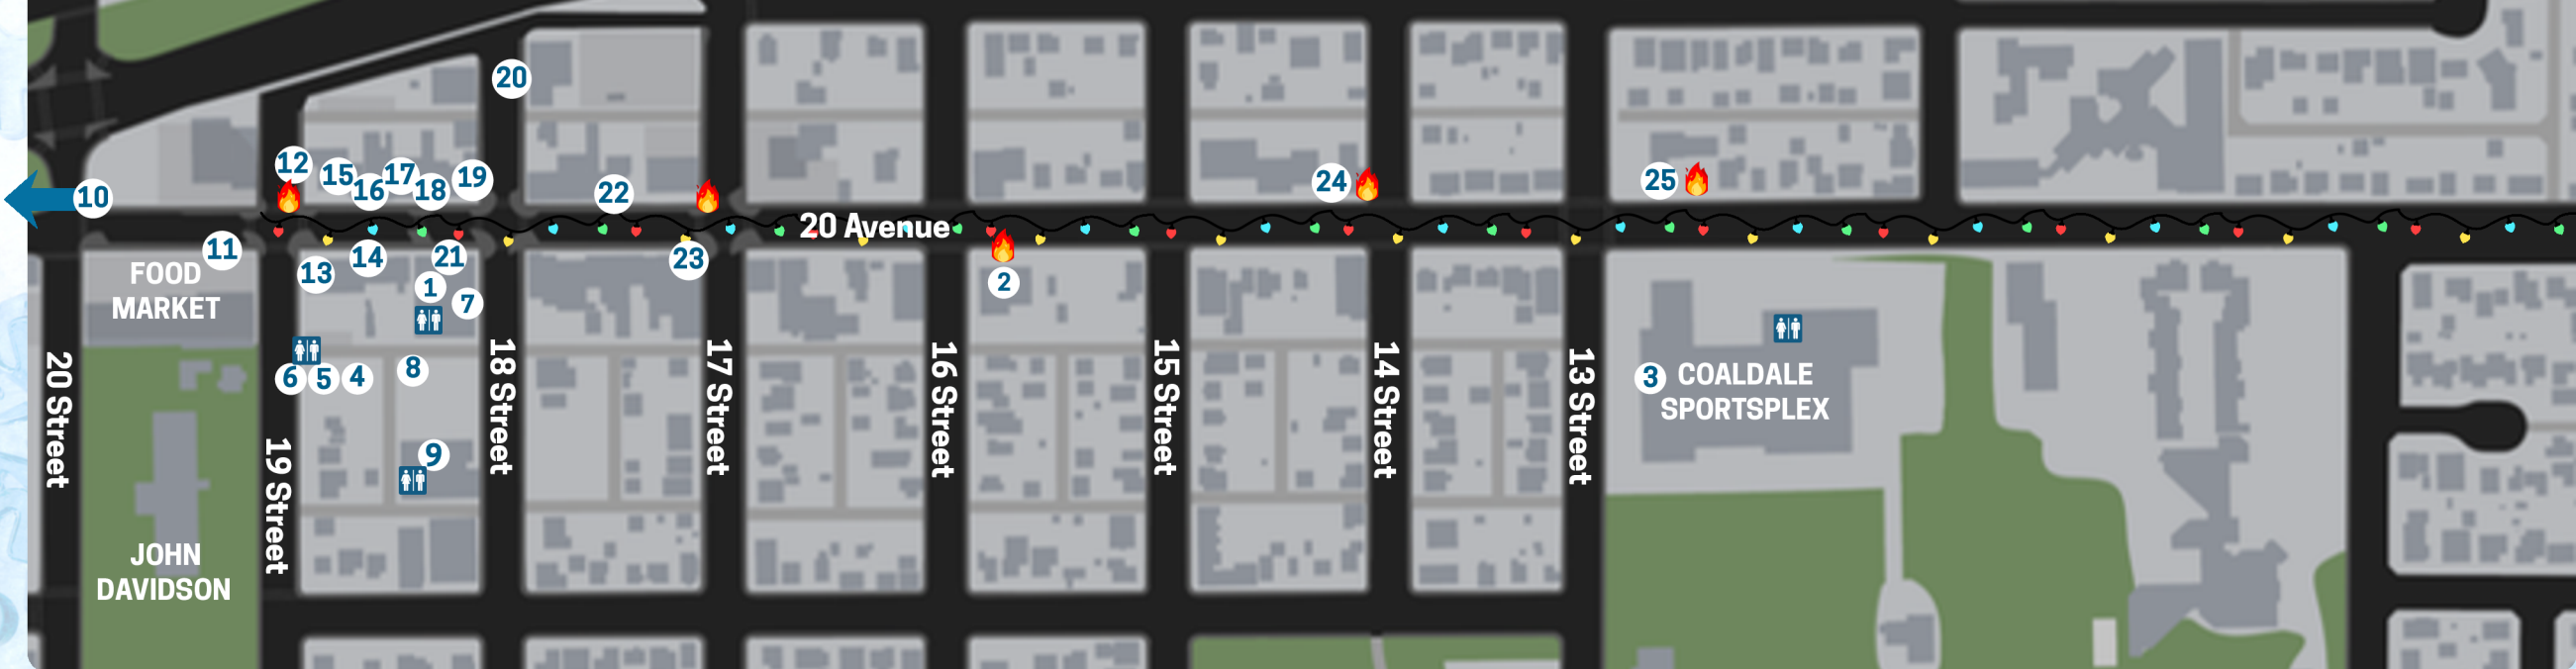 20
12
15
16
17
18
19
10
22
24
25
20 Avenue
11
FOOD
MARKET
13
14
21
1
7
23
2
6
5
4
8
9
3
COALDALE
SPORTSPLEX
20 Street
19 Street
18 Street
17 Street
16 Street
15 Street
14 Street
13 Street
JOHN
DAVIDSON